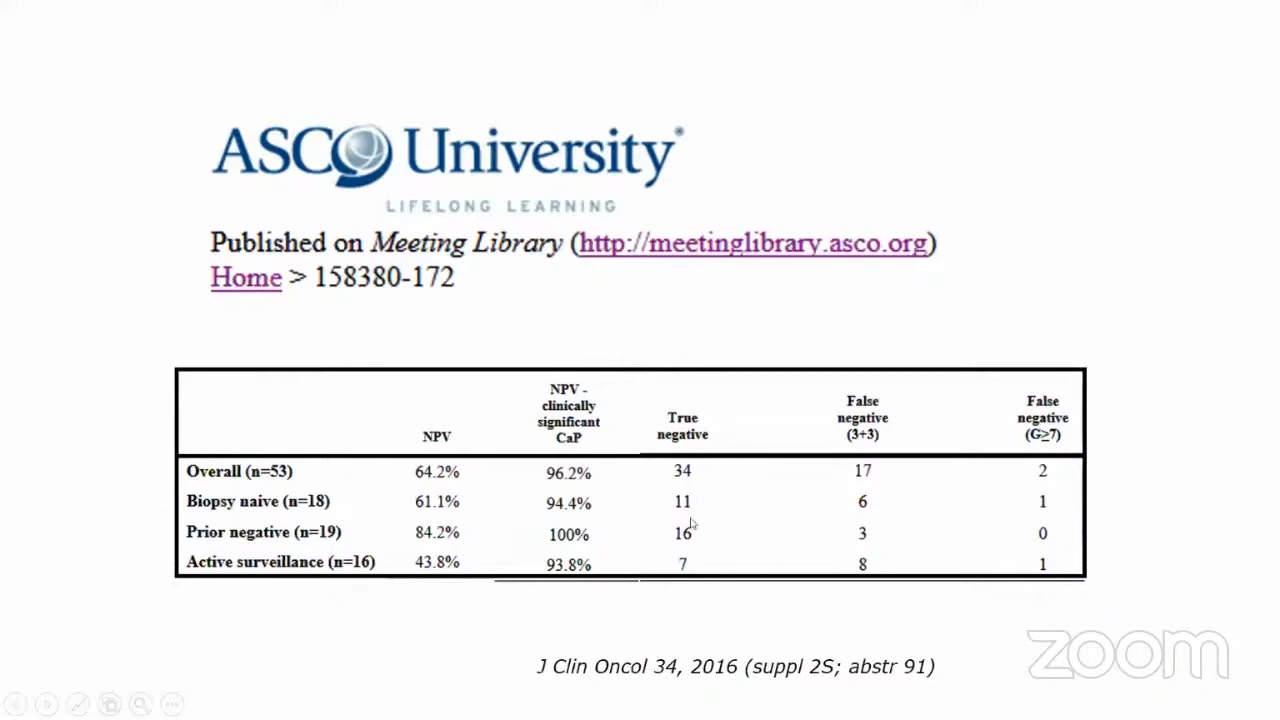 ASCO University®
LIFELONG LEARNING
Published on Meeting Library (http://meetinglibrary.asco.org)
Home > 158380-172
NPV
NPV -
clinically
significant
CaP
True
negative
False
negative
(3+3)
False
negative
(G≥7)
Overall (n=53) 64.2% 96.2% 34 17 2
Biopsy naive (n=18) 61.1% 94.4% 11 6 1
Prior negative (n=19) 84.2% 100% 16 3 0
Active surveillance (n=16) 43.8% 93.8% 7 8 1
J Clin Oncol 34, 2016 (suppl 2S; abstr 91)
zoom